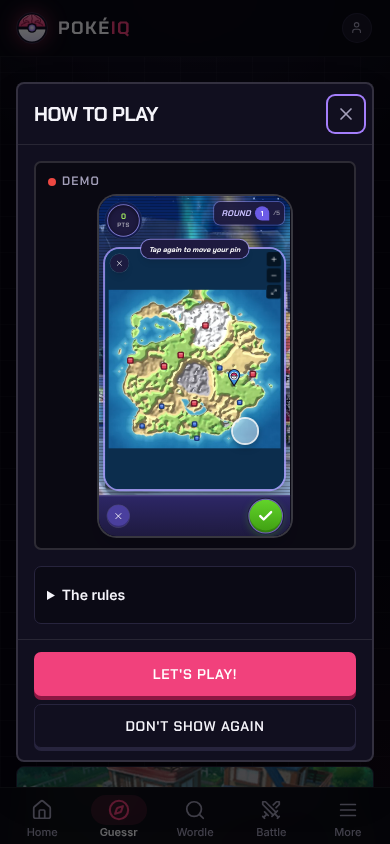 POKÉIQ
HOW TO PLAY
DEMO
0
PTS
ROUND 1 /5
Tap again to move your pin
The rules
LET'S PLAY!
DON'T SHOW AGAIN
Home
Guessr
Wordle
Battle
More